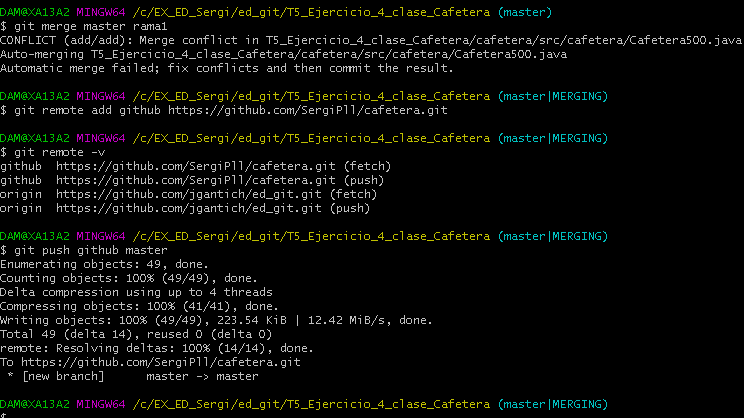 DAM@XA13A2 MINGW64 /c/EX_ED_Sergi/ed_git/T5_Ejercicio_4_clase_Cafetera (master)
$ git merge master rama1
CONFLICT (add/add): Merge conflict in T5_Ejercicio_4_clase_Cafetera/cafetera/src/cafetera/Cafetera500.java
Auto-merging T5_Ejercicio_4_clase_Cafetera/cafetera/src/cafetera/Cafetera500.java
Automatic merge failed; fix conflicts and then commit the result.
DAM@XA13A2 MINGW64 /c/EX_ED_Sergi/ed_git/T5_Ejercicio_4_clase_Cafetera (master|MERGING)
$ git remote add github https://github.com/SergiPll/cafetera.git
DAM@XA13A2 MINGW64 /c/EX_ED_Sergi/ed_git/T5_Ejercicio_4_clase_Cafetera (master|MERGING)
$ git remote -v
github  https://github.com/SergiPll/cafetera.git (fetch)
github  https://github.com/SergiPll/cafetera.git (push)
origin  https://github.com/jgantich/ed_git.git (fetch)
origin  https://github.com/jgantich/ed_git.git (push)
DAM@XA13A2 MINGW64 /c/EX_ED_Sergi/ed_git/T5_Ejercicio_4_clase_Cafetera (master|MERGING)
$ git push github master
Enumerating objects: 49, done.
Counting objects: 100% (49/49), done.
Delta compression using up to 4 threads
Compressing objects: 100% (41/41), done.
Writing objects: 100% (49/49), 223.54 KiB | 12.42 MiB/s, done.
Total 49 (delta 14), reused 0 (delta 0)
remote: Resolving deltas: 100% (14/14), done.
To https://github.com/SergiPll/cafetera.git
 * [new branch]      master -> master
DAM@XA13A2 MINGW64 /c/EX_ED_Sergi/ed_git/T5_Ejercicio_4_clase_Cafetera (master|MERGING)
$